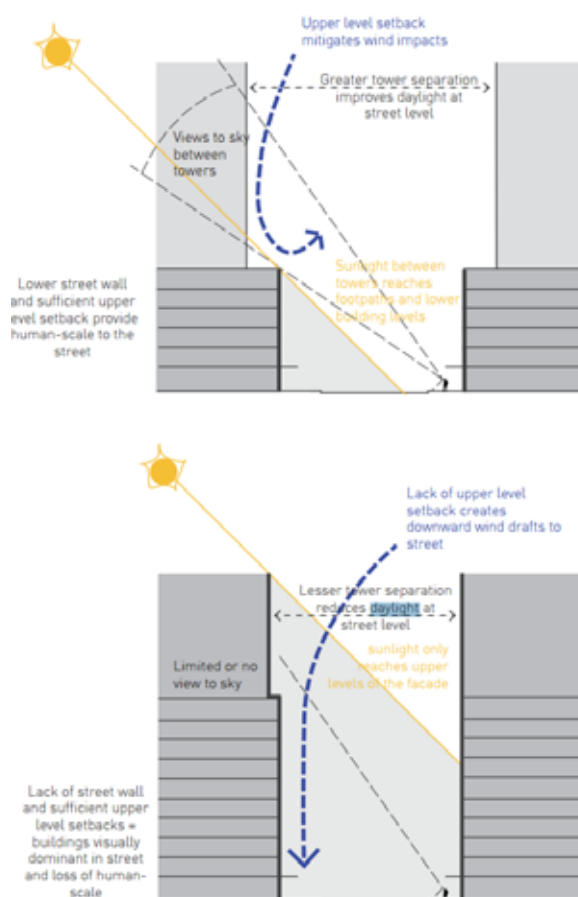 Upper level setback
mitigates wind impacts
Greater tower separation
improves daylight at
street level
Views to sky
between
towers
Sunlight between
towers reaches
footpaths and lower
building levels
Lower street wall
and sufficient upper
level setback provide
human-scale to the
street
Lack of upper level
setback creates
downward wind drafts to
street
Lesser tower separation
reduces daylight at
street level
sunlight only
reaches upper
levels of the facade
Limited or no
view to sky
Lack of street wall
and sufficient upper
level setbacks =
buildings visually
dominant in street
and loss of human-
scale